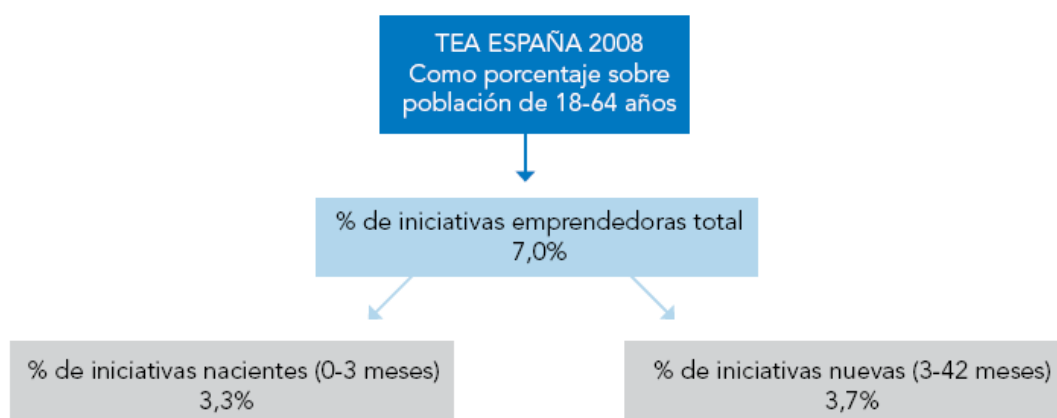 TEA ESPAÑA 2008
Como porcentaje sobre
población de 18-64 años
% de iniciativas emprendedoras total
7,0%
% de iniciativas nacientes (0-3 meses)
3,3%
% de iniciativas nuevas (3-42 meses)
3,7%